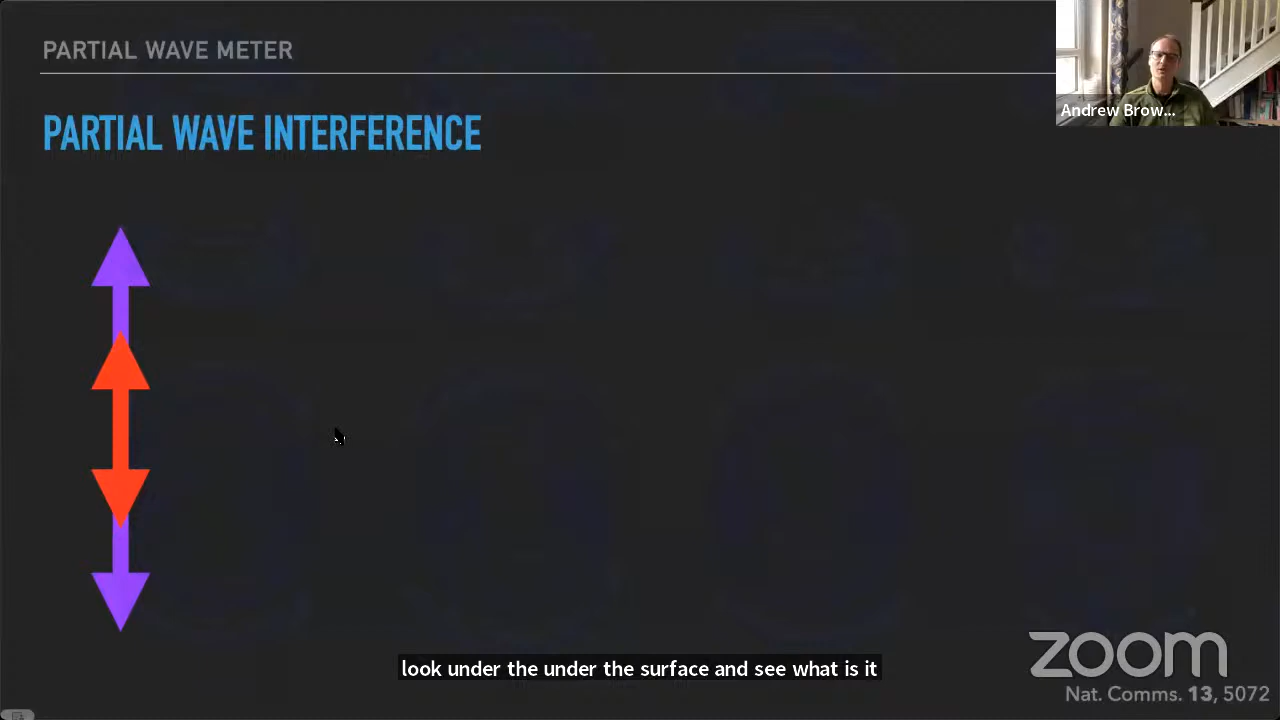 PARTIAL WAVE METER
Andrew Brow...
PARTIAL WAVE INTERFERENCE
look under the under the surface and see what is it
zoom
Nat. Comms. 13, 5072